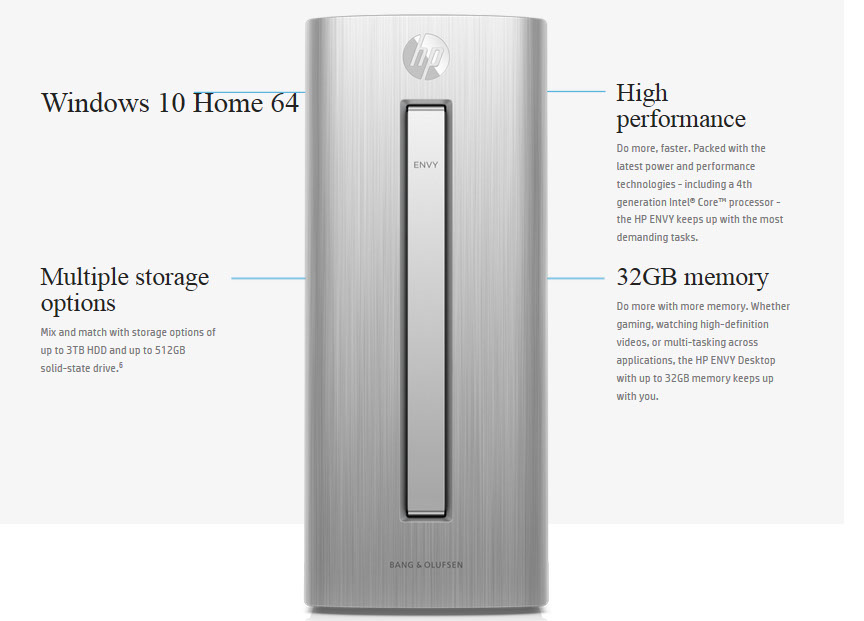 hp
ENVY
BANG & OLUFSEN
Windows 10 Home 64
Multiple storage
options
Mix and match with storage options of
up to 3TB HDD and up to 512GB
solid-state drive.6
High
performance
Do more, faster. Packed with the
latest power and performance
technologies - including a 4th
generation Intel® Core™ processor -
the HP ENVY keeps up with the most
demanding tasks.
32GB memory
Do more with more memory. Whether
gaming, watching high-definition
videos, or multi-tasking across
applications, the HP ENVY Desktop
with up to 32GB memory keeps up
with you.